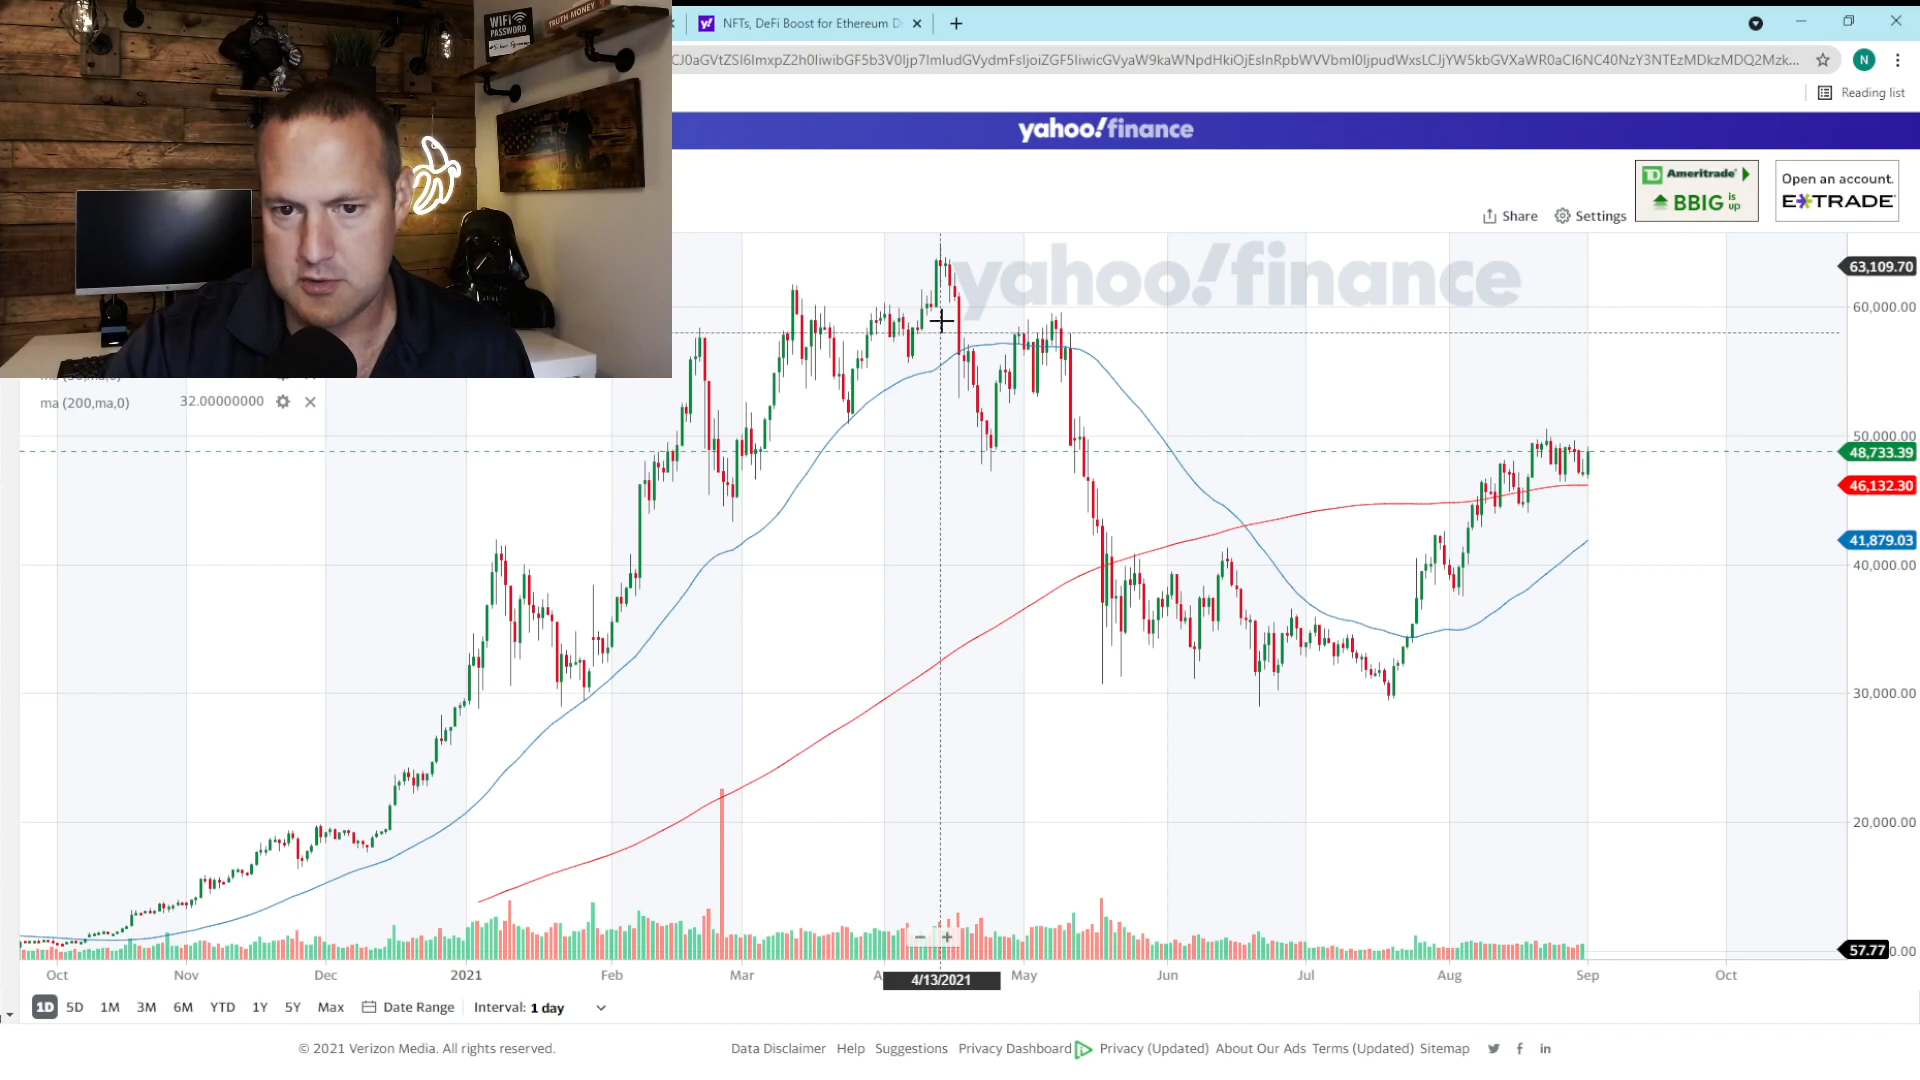 WIFI
PASSWORD
TRUTH MONEY
NFTs, DeFi Boost for Ethereum D
N
Reading list
yahoo!finance
Ameritrade
BBIG is up
Open an account.
E*TRADE
Share
Settings
yahoo!finance
63,109.70
60,000.00
50,000.00
48,733.39
46,132.30
41,879.03
40,000.00
30,000.00
20,000.00
57.77
0.00
ma (200,ma,0) 32.00000000
Oct Nov Dec 2021 Feb Mar A 4/13/2021 May Jun Jul Aug Sep Oct
1D 5D 1M 3M 6M YTD 1Y 5Y Max Date Range Interval: 1 day
© 2021 Verizon Media. All rights reserved. Data Disclaimer Help Suggestions Privacy Dashboard Privacy (Updated) About Our Ads Terms (Updated) Sitemap